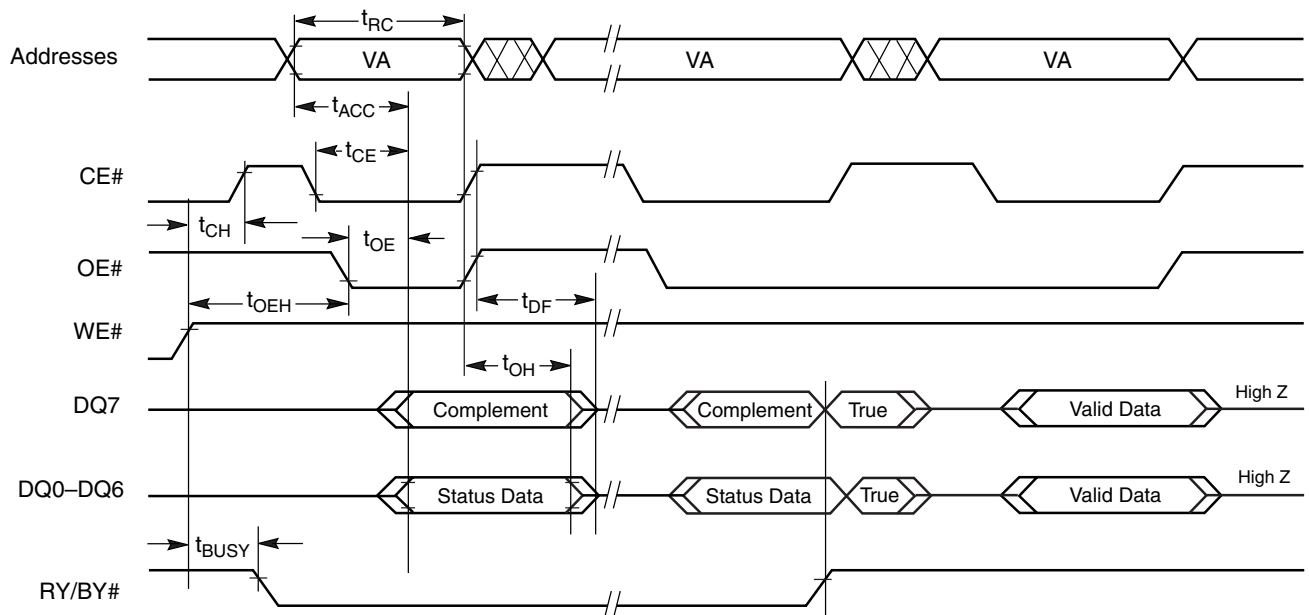 tRC
Addresses VA VA VA
tACC
tCE
CE#
tCH tOE
OE#
tOEH tDF
WE#
tOH
DQ7 Complement Complement True Valid Data High Z
DQ0–DQ6 Status Data Status Data True Valid Data High Z
tBUSY
RY/BY#